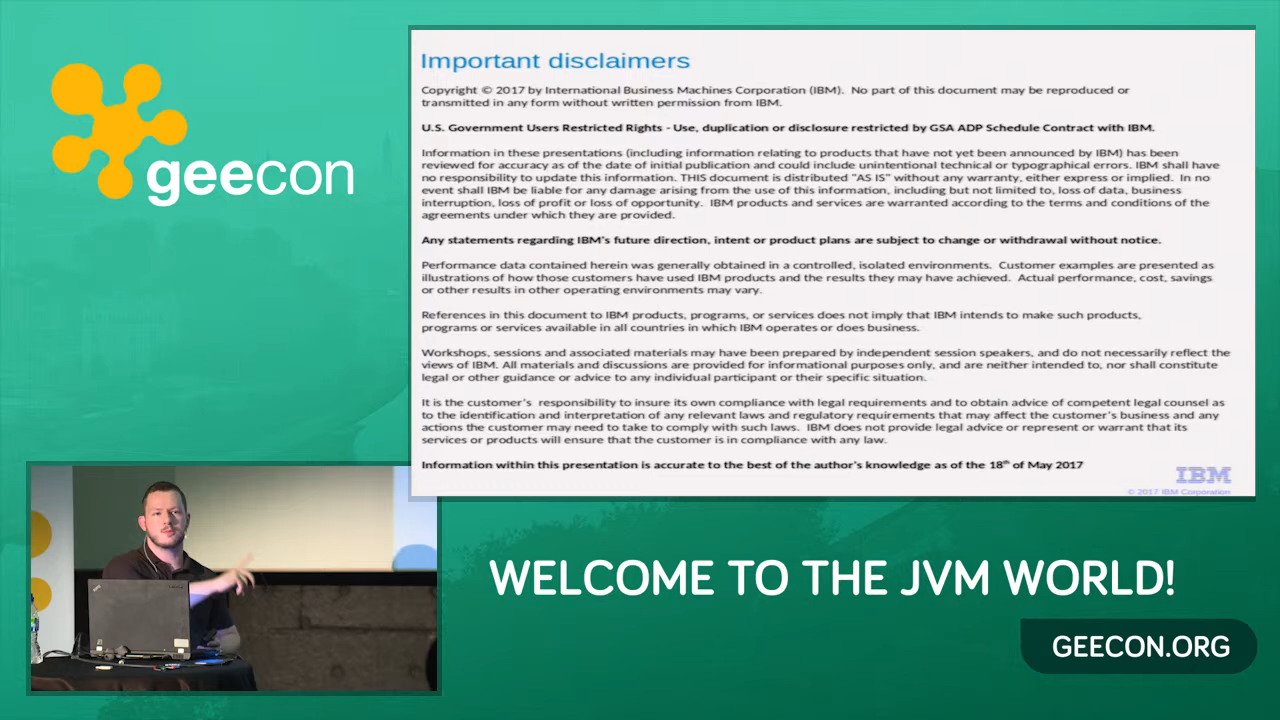 geecon
Important disclaimers
Copyright © 2017 by International Business Machines Corporation (IBM). No part of this document may be reproduced or
transmitted in any form without written permission from IBM.
U.S. Government Users Restricted Rights - Use, duplication or disclosure restricted by GSA ADP Schedule Contract with IBM.
Information in these presentations (including information relating to products that have not yet been announced by IBM) has been
reviewed for accuracy as of the date of initial publication and could include unintentional technical or typographical errors. IBM shall have
no responsibility to update this information. THIS document is distributed "AS IS" without any warranty, either express or implied. In no
event shall IBM be liable for any damage arising from the use of this information, including but not limited to, loss of data, business
interruption, loss of profit or loss of opportunity. IBM products and services are warranted according to the terms and conditions of the
agreements under which they are provided.
Any statements regarding IBM's future direction, intent or product plans are subject to change or withdrawal without notice.
Performance data contained herein was generally obtained in a controlled, isolated environments. Customer examples are presented as
illustrations of how those customers have used IBM products and the results they may have achieved. Actual performance, cost, savings
or other results in other operating environments may vary.
References in this document to IBM products, programs, or services does not imply that IBM intends to make such products,
programs or services available in all countries in which IBM operates or does business.
Workshops, sessions and associated materials may have been prepared by independent session speakers, and do not necessarily reflect the
views of IBM. All materials and discussions are provided for informational purposes only, and are neither intended to, nor shall constitute
legal or other guidance or advice to any individual participant or their specific situation.
It is the customer's responsibility to insure its own compliance with legal requirements and to obtain advice of competent legal counsel as
to the identification and interpretation of any relevant laws and regulatory requirements that may affect the customer's business and any
actions the customer may need to take to comply with such laws. IBM does not provide legal advice or represent or warrant that its
services or products will ensure that the customer is in compliance with any law.
Information within this presentation is accurate to the best of the author's knowledge as of the 18th of May 2017
IBM
© 2017 IBM Corporation
WELCOME TO THE JVM WORLD!
GEECON.ORG